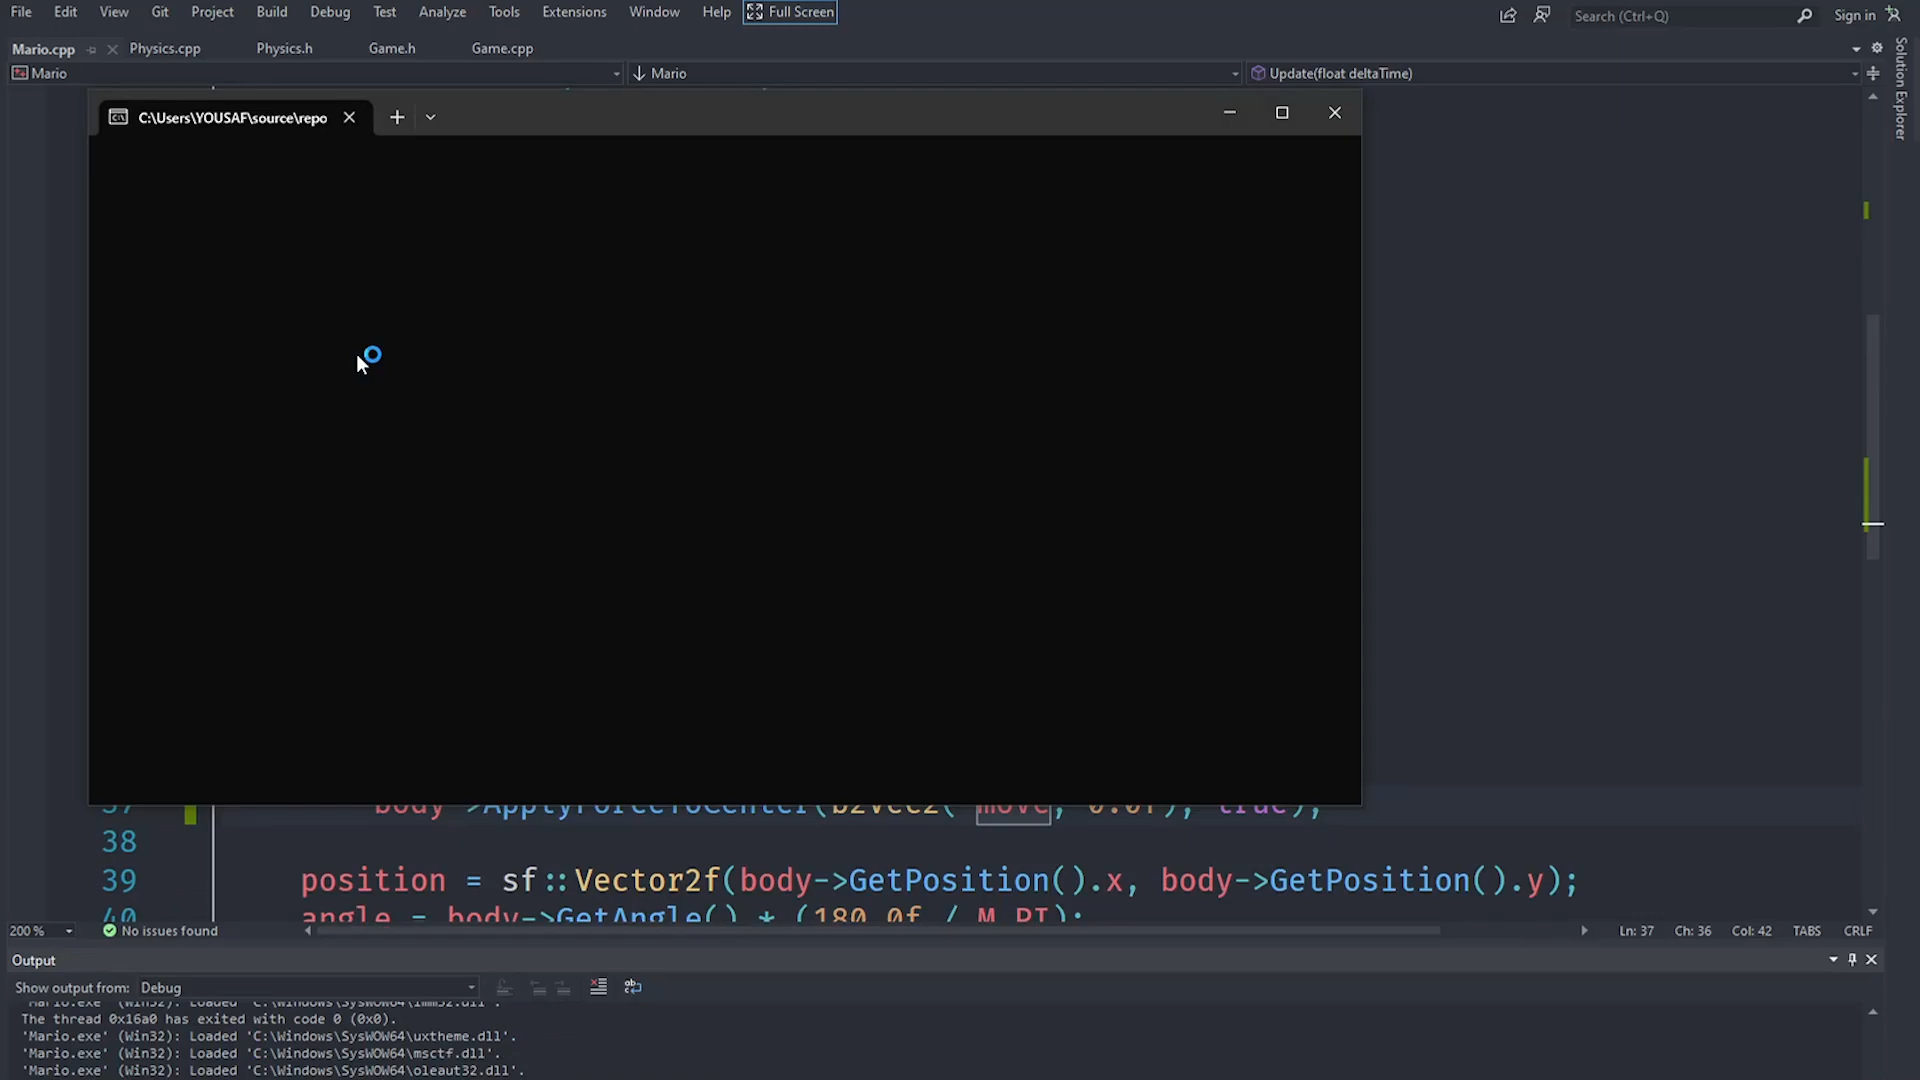 File Edit View Git Project Build Debug Test Analyze Tools Extensions Window Help Full Screen Search (Ctrl+Q) Sign in
Mario.cpp Physics.cpp Physics.h Game.h Game.cpp
Mario Mario Update(float deltaTime)
Solution Explorer
C:\Users\YOUSAF\source\repo
37 body->ApplyForceToCenter(b2Vec2( move, 0.0f), true);
38
39 position = sf::Vector2f(body->GetPosition().x, body->GetPosition().y);
40 angle = body->GetAngle() * (180.0f / M_PI);
200 % No issues found Ln: 37 Ch: 36 Col: 42 TABS CRLF
Output
Show output from: Debug
'Mario.exe' (Win32): Loaded 'C:\Windows\SysWOW64\imm32.dll'.
The thread 0x16a0 has exited with code 0 (0x0).
'Mario.exe' (Win32): Loaded 'C:\Windows\SysWOW64\uxtheme.dll'.
'Mario.exe' (Win32): Loaded 'C:\Windows\SysWOW64\msctf.dll'.
'Mario.exe' (Win32): Loaded 'C:\Windows\SysWOW64\oleaut32.dll'.